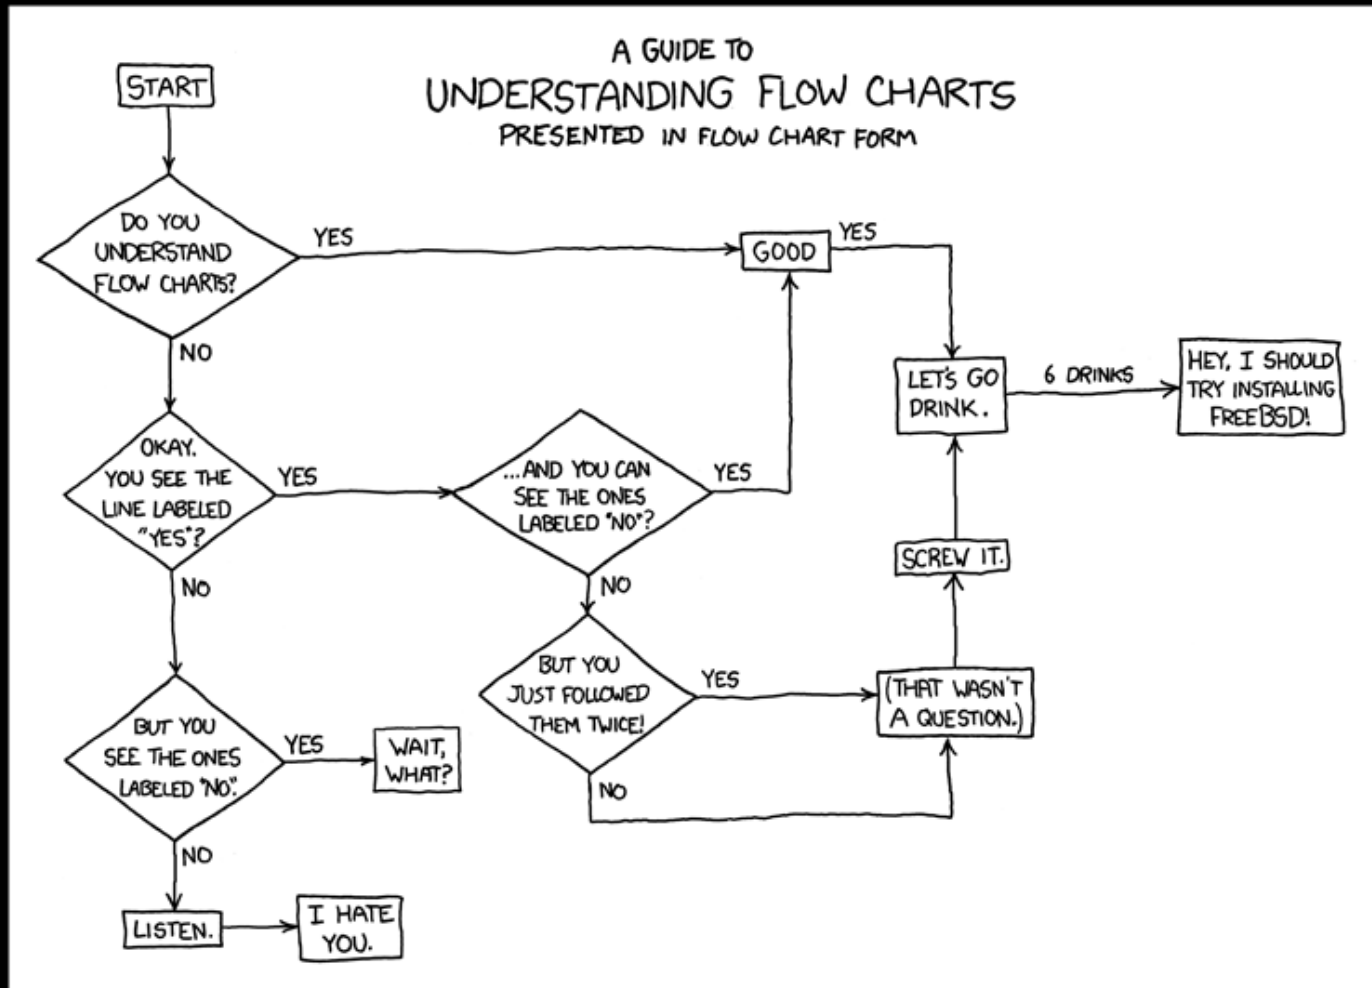 A GUIDE TO
UNDERSTANDING FLOW CHARTS
PRESENTED IN FLOW CHART FORM
START
DO YOU
UNDERSTAND
FLOW CHARTS?
YES
GOOD
YES
NO
LET'S GO
DRINK.
6 DRINKS
HEY, I SHOULD
TRY INSTALLING
FREEBSD!
OKAY.
YOU SEE THE
LINE LABELED
"YES"?
YES
...AND YOU CAN
SEE THE ONES
LABELED "NO"?
YES
NO
NO
SCREW IT.
BUT YOU
JUST FOLLOWED
THEM TWICE!
YES
(THAT WASN'T
A QUESTION.)
NO
BUT YOU
SEE THE ONES
LABELED "NO".
YES
WAIT,
WHAT?
NO
LISTEN.
I HATE
YOU.